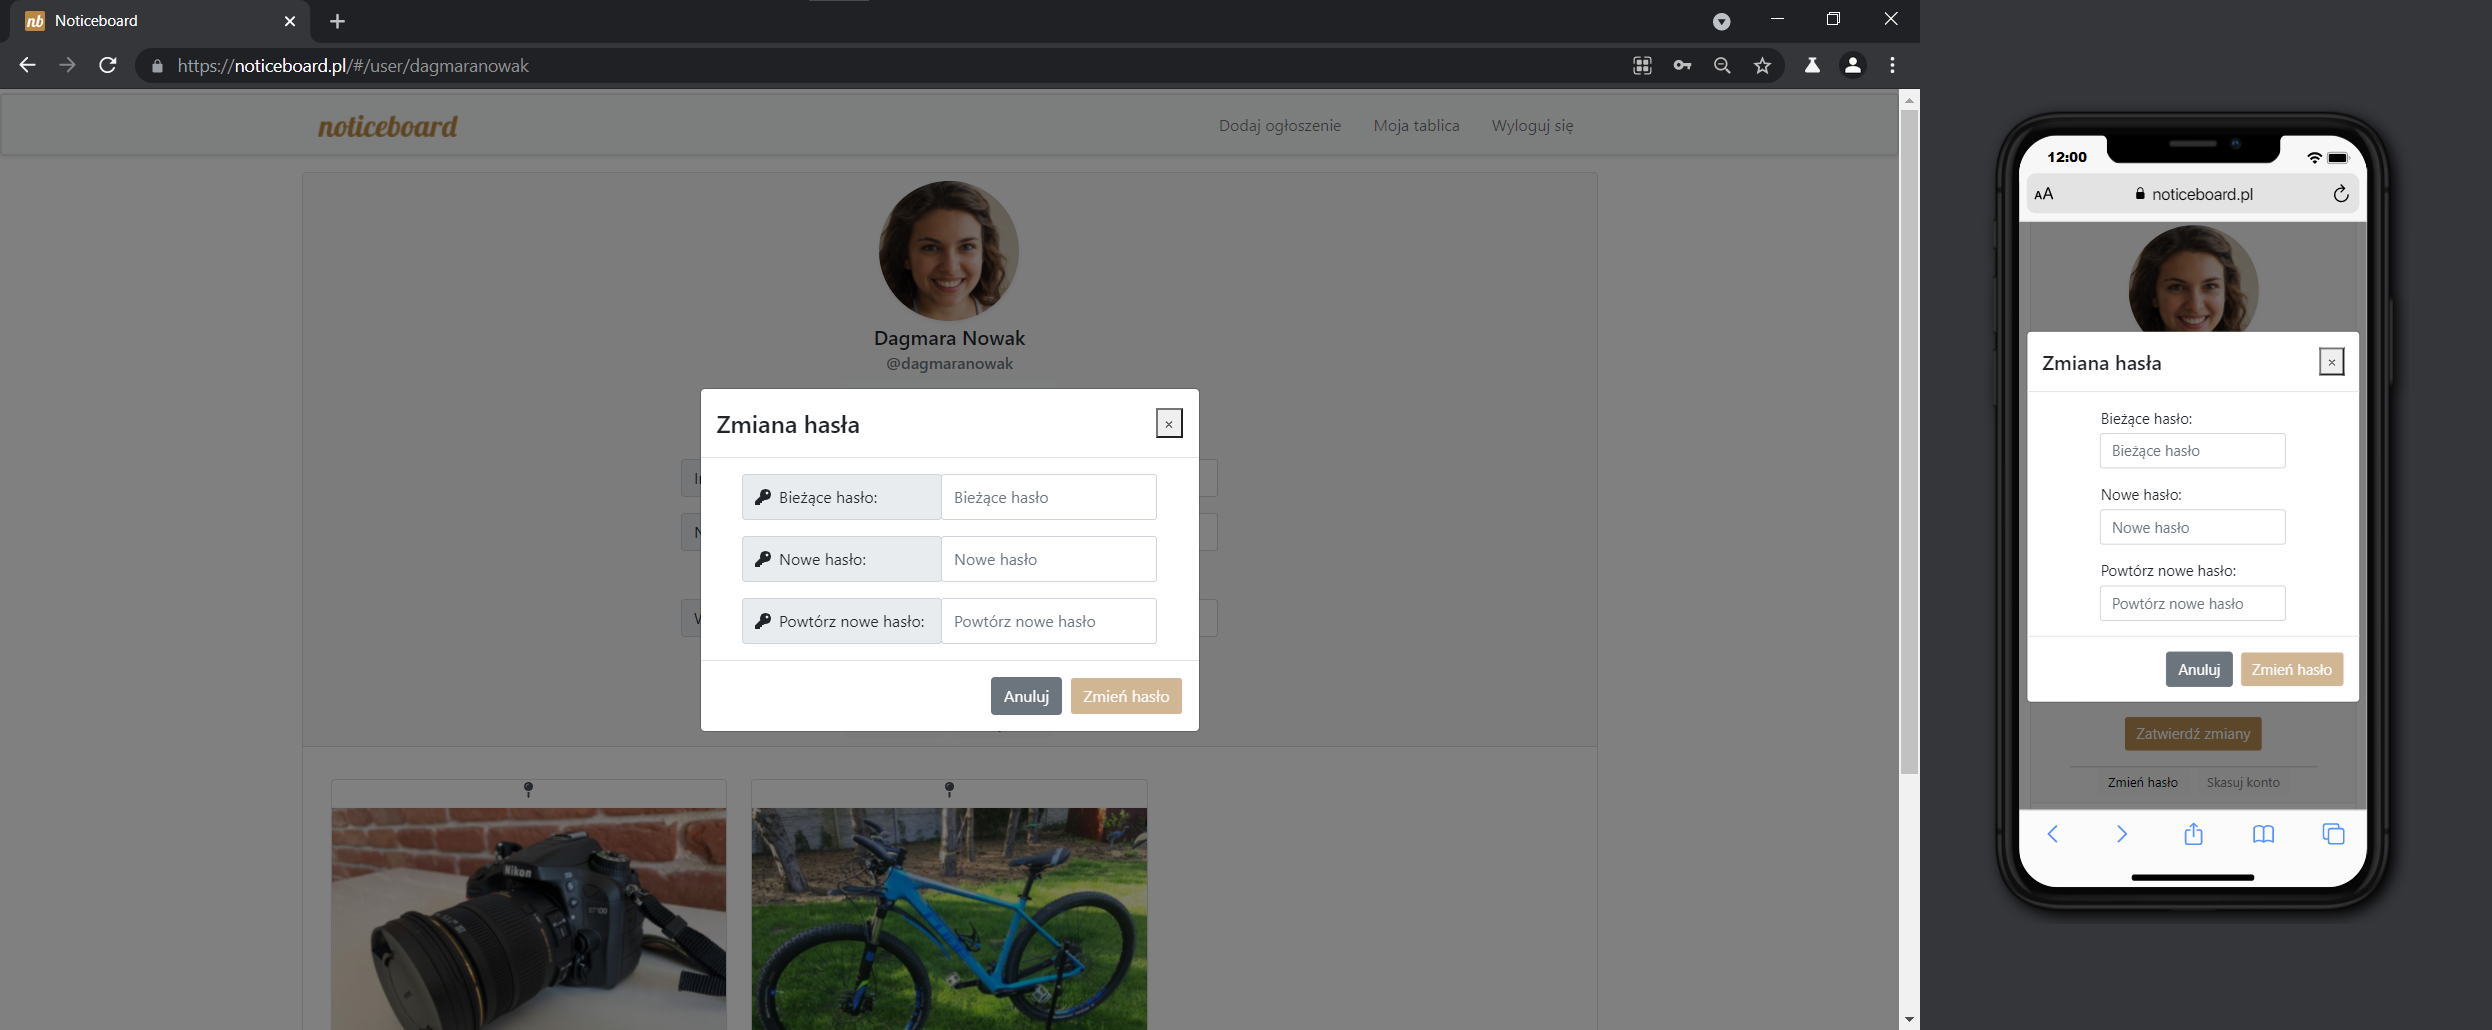 nb Noticeboard
https://noticeboard.pl/#/user/dagmaranowak
noticeboard
Dodaj ogłoszenie Moja tablica Wyloguj się
Dagmara Nowak
@dagmaranowak
Zmiana hasła
×
Bieżące hasło: Bieżące hasło
Nowe hasło: Nowe hasło
Powtórz nowe hasło: Powtórz nowe hasło
Anuluj Zmień hasło
Nikon
12:00
AA noticeboard.pl
Zmiana hasła
×
Bieżące hasło:
Bieżące hasło
Nowe hasło:
Nowe hasło
Powtórz nowe hasło:
Powtórz nowe hasło
Anuluj Zmień hasło
Zatwierdź zmiany
Zmień hasło Skasuj konto